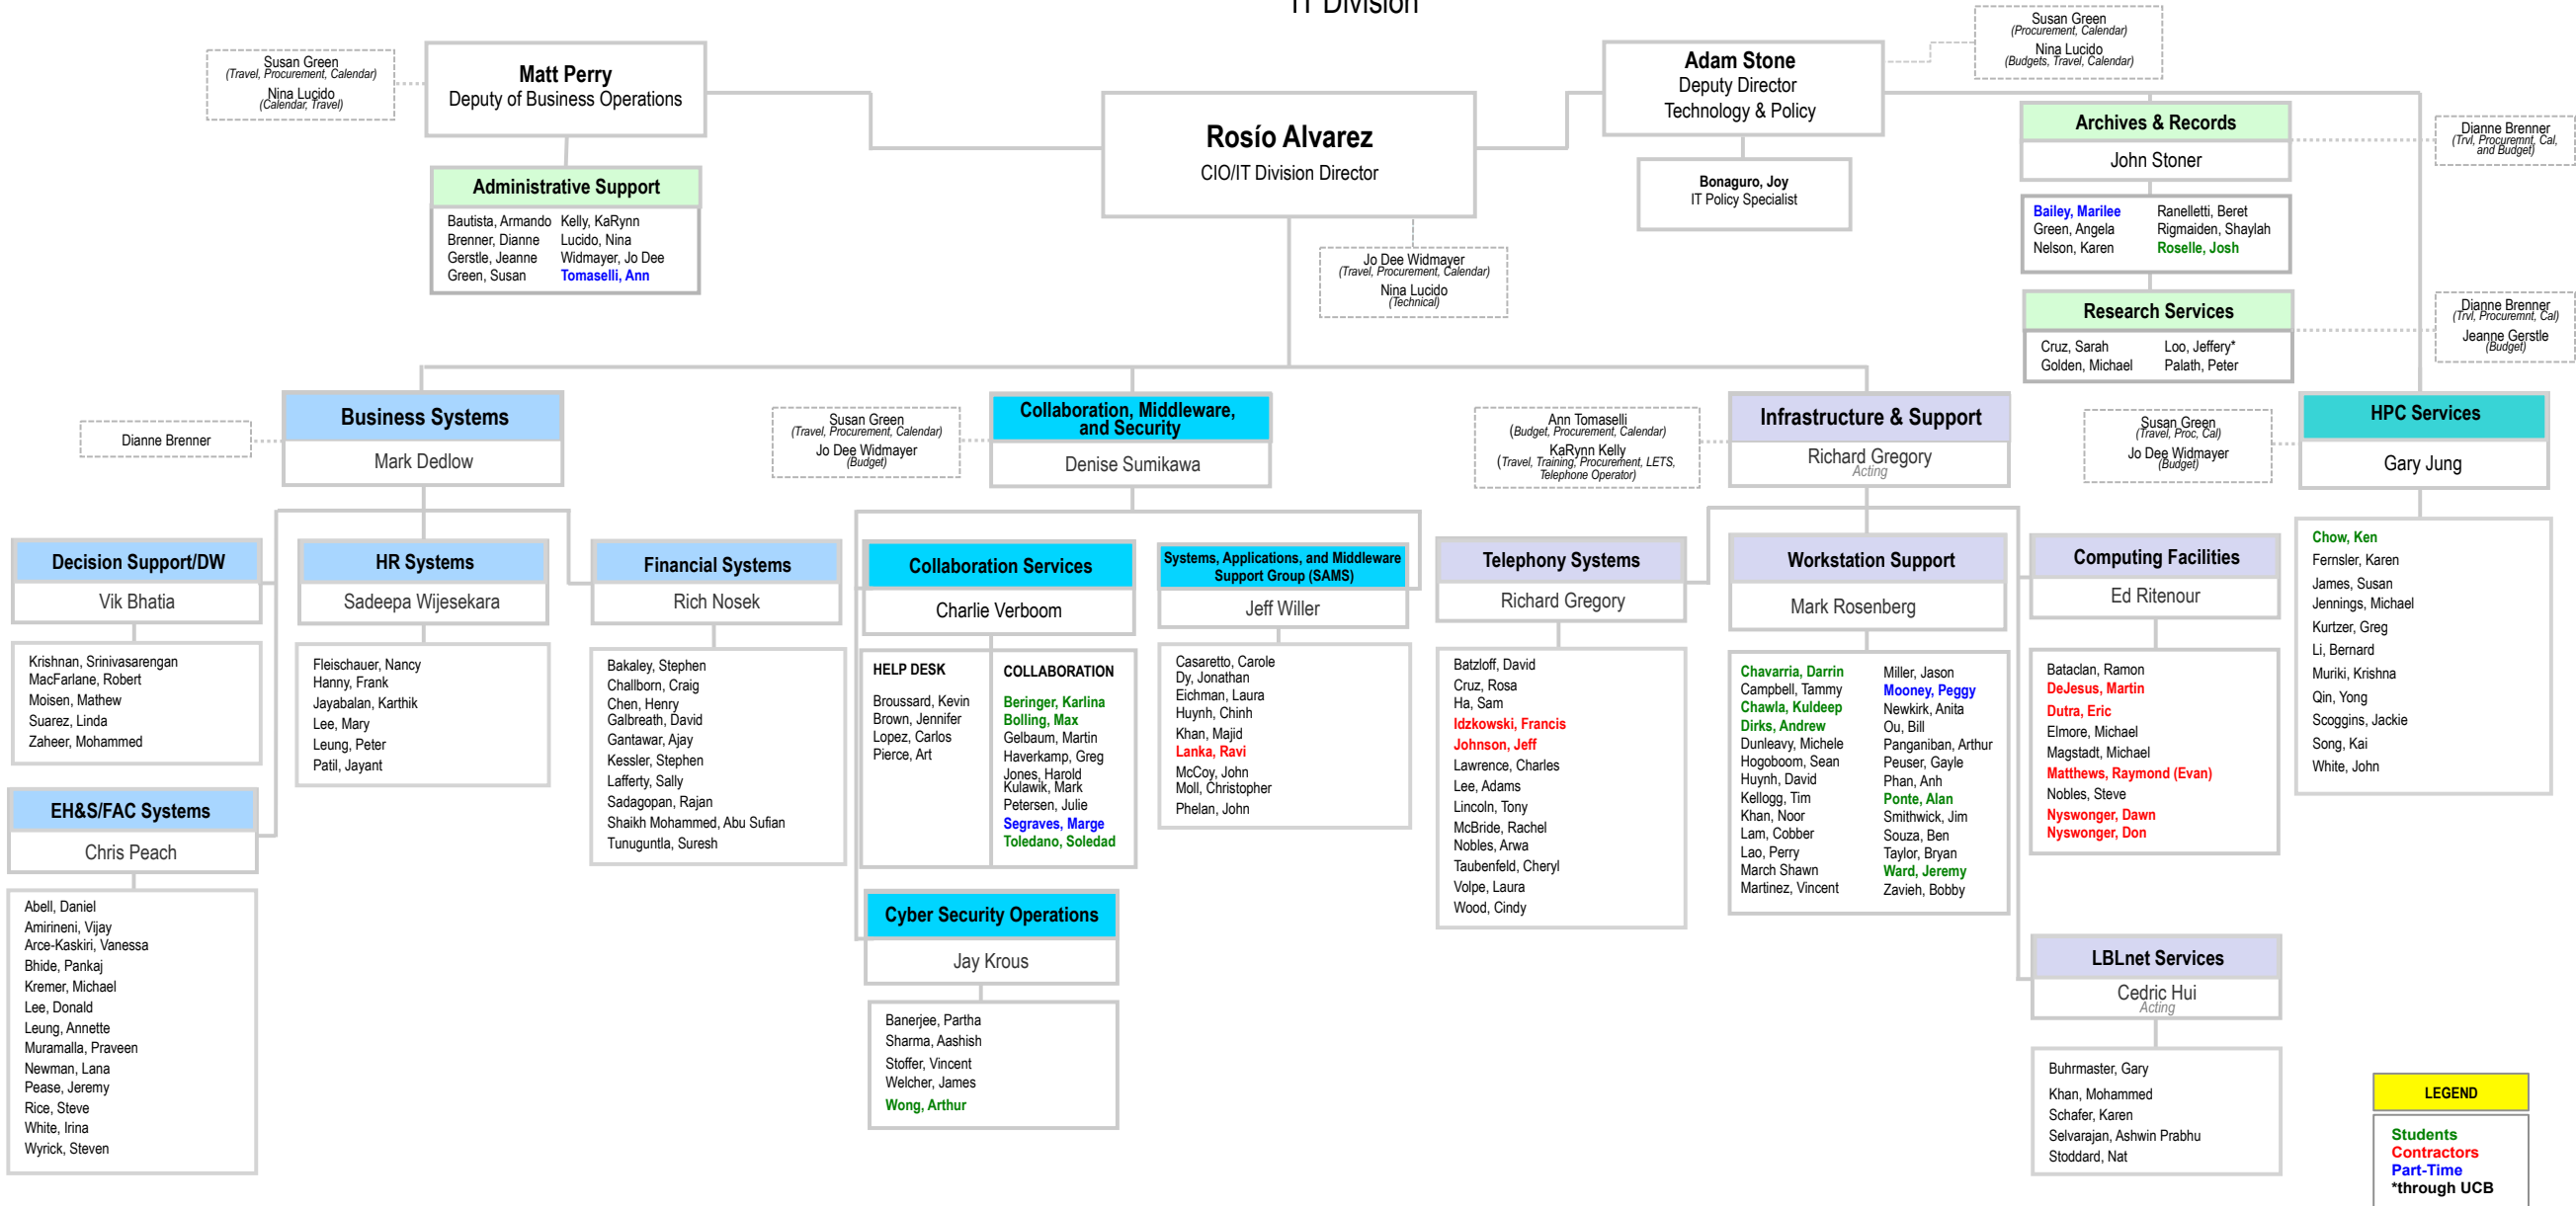 IT Division
Susan Green
(Travel, Procurement, Calendar)
Nina Lucido
(Calendar, Travel)
Matt Perry
Deputy of Business Operations
Administrative Support
Bautista, Armando
Brenner, Dianne
Gerstle, Jeanne
Green, Susan
Kelly, KaRynn
Lucido, Nina
Widmayer, Jo Dee
Tomaselli, Ann
Rosío Alvarez
CIO/IT Division Director
Jo Dee Widmayer
(Travel, Procurement, Calendar)
Nina Lucido
(Technical)
Adam Stone
Deputy Director
Technology & Policy
Bonaguro, Joy
IT Policy Specialist
Susan Green
(Procurement, Calendar)
Nina Lucido
(Budgets, Travel, Calendar)
Archives & Records
John Stoner
Bailey, Marilee
Green, Angela
Nelson, Karen
Ranelletti, Beret
Rigmaiden, Shaylah
Roselle, Josh
Dianne Brenner
(Trvl, Procuremnt, Cal,
and Budget)
Research Services
Cruz, Sarah
Golden, Michael
Loo, Jeffery*
Palath, Peter
Dianne Brenner
(Trvl, Procuremnt, Cal)
Jeanne Gerstle
(Budget)
Dianne Brenner
Business Systems
Mark Dedlow
Susan Green
(Travel, Procurement, Calendar)
Jo Dee Widmayer
(Budget)
Collaboration, Middleware,
and Security
Denise Sumikawa
Ann Tomaselli
(Budget, Procurement, Calendar)
KaRynn Kelly
(Travel, Training, Procurement, LETS,
Telephone Operator)
Infrastructure & Support
Richard Gregory
Acting
Susan Green
(Travel, Proc, Cal)
Jo Dee Widmayer
(Budget)
HPC Services
Gary Jung
Chow, Ken
Fernsler, Karen
James, Susan
Jennings, Michael
Kurtzer, Greg
Li, Bernard
Muriki, Krishna
Qin, Yong
Scoggins, Jackie
Song, Kai
White, John
Decision Support/DW
Vik Bhatia
Krishnan, Srinivasarengan
MacFarlane, Robert
Moisen, Mathew
Suarez, Linda
Zaheer, Mohammed
HR Systems
Sadeepa Wijesekara
Fleischauer, Nancy
Hanny, Frank
Jayabalan, Karthik
Lee, Mary
Leung, Peter
Patil, Jayant
Financial Systems
Rich Nosek
Bakaley, Stephen
Challborn, Craig
Chen, Henry
Galbreath, David
Gantawar, Ajay
Kessler, Stephen
Lafferty, Sally
Sadagopan, Rajan
Shaikh Mohammed, Abu Sufian
Tunuguntla, Suresh
EH&S/FAC Systems
Chris Peach
Abell, Daniel
Amirineni, Vijay
Arce-Kaskiri, Vanessa
Bhide, Pankaj
Kremer, Michael
Lee, Donald
Leung, Annette
Muramalla, Praveen
Newman, Lana
Pease, Jeremy
Rice, Steve
White, Irina
Wyrick, Steven
Collaboration Services
Charlie Verboom
HELP DESK
Broussard, Kevin
Brown, Jennifer
Lopez, Carlos
Pierce, Art
COLLABORATION
Beringer, Karlina
Bolling, Max
Gelbaum, Martin
Haverkamp, Greg
Jones, Harold
Kulawik, Mark
Petersen, Julie
Segraves, Marge
Toledano, Soledad
Systems, Applications, and Middleware
Support Group (SAMS)
Jeff Willer
Casaretto, Carole
Dy, Jonathan
Eichman, Laura
Huynh, Chinh
Khan, Majid
Lanka, Ravi
McCoy, John
Moll, Christopher
Phelan, John
Cyber Security Operations
Jay Krous
Banerjee, Partha
Sharma, Aashish
Stoffer, Vincent
Welcher, James
Wong, Arthur
Telephony Systems
Richard Gregory
Batzloff, David
Cruz, Rosa
Ha, Sam
Idzkowski, Francis
Johnson, Jeff
Lawrence, Charles
Lee, Adams
Lincoln, Tony
McBride, Rachel
Nobles, Arwa
Taubenfeld, Cheryl
Volpe, Laura
Wood, Cindy
Workstation Support
Mark Rosenberg
Chavarria, Darrin
Campbell, Tammy
Chawla, Kuldeep
Dirks, Andrew
Dunleavy, Michele
Hogoboom, Sean
Huynh, David
Kellogg, Tim
Khan, Noor
Lam, Cobber
Lao, Perry
March Shawn
Martinez, Vincent
Miller, Jason
Mooney, Peggy
Newkirk, Anita
Ou, Bill
Panganiban, Arthur
Peuser, Gayle
Phan, Anh
Ponte, Alan
Smithwick, Jim
Souza, Ben
Taylor, Bryan
Ward, Jeremy
Zavieh, Bobby
Computing Facilities
Ed Ritenour
Bataclan, Ramon
DeJesus, Martin
Dutra, Eric
Elmore, Michael
Magstadt, Michael
Matthews, Raymond (Evan)
Nobles, Steve
Nyswonger, Dawn
Nyswonger, Don
LBLnet Services
Cedric Hui
Acting
Buhrmaster, Gary
Khan, Mohammed
Schafer, Karen
Selvarajan, Ashwin Prabhu
Stoddard, Nat
LEGEND
Students
Contractors
Part-Time
*through UCB